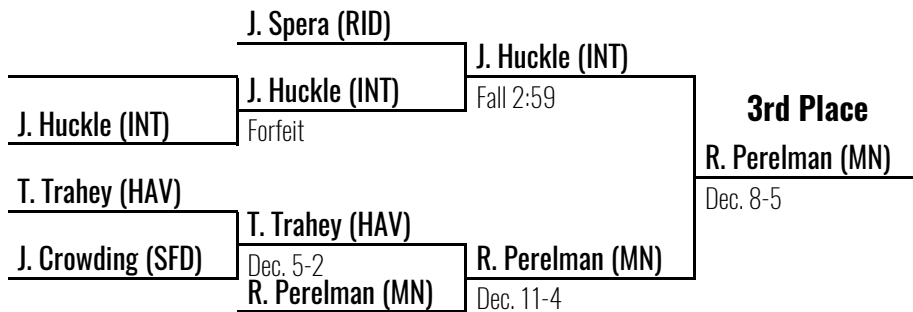 J. Spera (RID)
J. Huckle (INT)
J. Huckle (INT)
Fall 2:59
3rd Place
J. Huckle (INT)
Forfeit
R. Perelman (MN)
T. Trahey (HAV)
Dec. 8-5
T. Trahey (HAV)
J. Crowding (SFD)
Dec. 5-2
R. Perelman (MN)
R. Perelman (MN)
Dec. 11-4